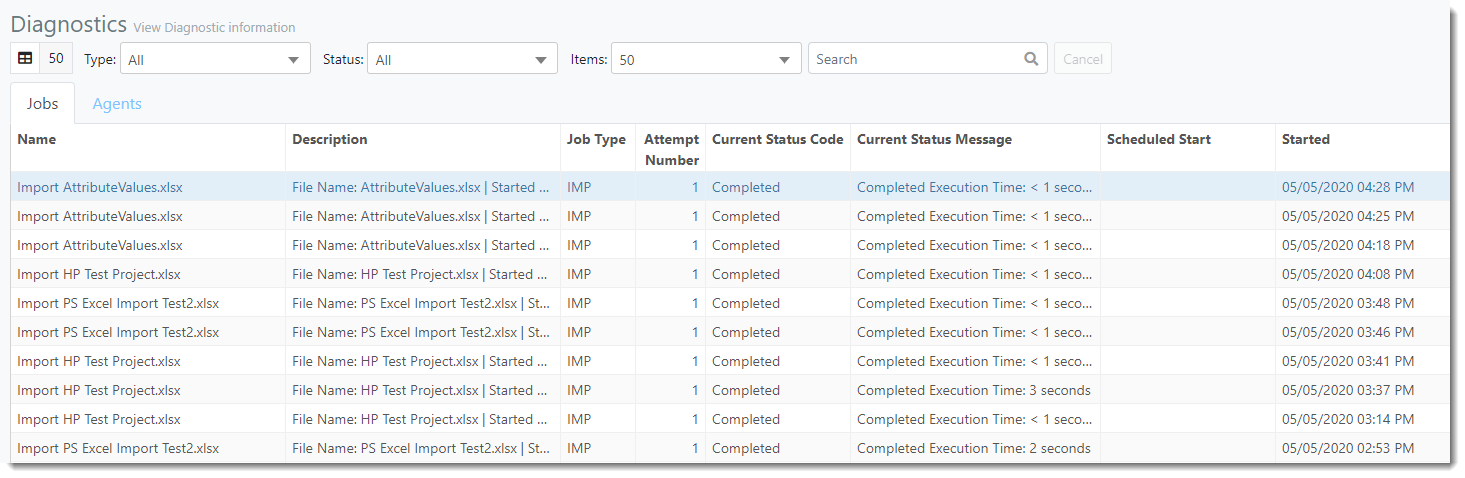 Diagnostics View Diagnostic information
50 Type: All Status: All Items: 50 Search Cancel
Jobs Agents
Name Description Job Type Attempt Number Current Status Code Current Status Message Scheduled Start Started
Import AttributeValues.xlsx File Name: AttributeValues.xlsx | Started ... IMP 1 Completed Completed Execution Time: < 1 seco... 05/05/2020 04:28 PM
Import AttributeValues.xlsx File Name: AttributeValues.xlsx | Started ... IMP 1 Completed Completed Execution Time: < 1 seco... 05/05/2020 04:25 PM
Import AttributeValues.xlsx File Name: AttributeValues.xlsx | Started ... IMP 1 Completed Completed Execution Time: < 1 seco... 05/05/2020 04:18 PM
Import HP Test Project.xlsx File Name: HP Test Project.xlsx | Started ... IMP 1 Completed Completed Execution Time: < 1 seco... 05/05/2020 04:08 PM
Import PS Excel Import Test2.xlsx File Name: PS Excel Import Test2.xlsx | St... IMP 1 Completed Completed Execution Time: < 1 seco... 05/05/2020 03:48 PM
Import PS Excel Import Test2.xlsx File Name: PS Excel Import Test2.xlsx | St... IMP 1 Completed Completed Execution Time: < 1 seco... 05/05/2020 03:46 PM
Import HP Test Project.xlsx File Name: HP Test Project.xlsx | Started ... IMP 1 Completed Completed Execution Time: < 1 seco... 05/05/2020 03:41 PM
Import HP Test Project.xlsx File Name: HP Test Project.xlsx | Started ... IMP 1 Completed Completed Execution Time: 3 seconds 05/05/2020 03:37 PM
Import HP Test Project.xlsx File Name: HP Test Project.xlsx | Started ... IMP 1 Completed Completed Execution Time: < 1 seco... 05/05/2020 03:14 PM
Import PS Excel Import Test2.xlsx File Name: PS Excel Import Test2.xlsx | St... IMP 1 Completed Completed Execution Time: 2 seconds 05/05/2020 02:53 PM